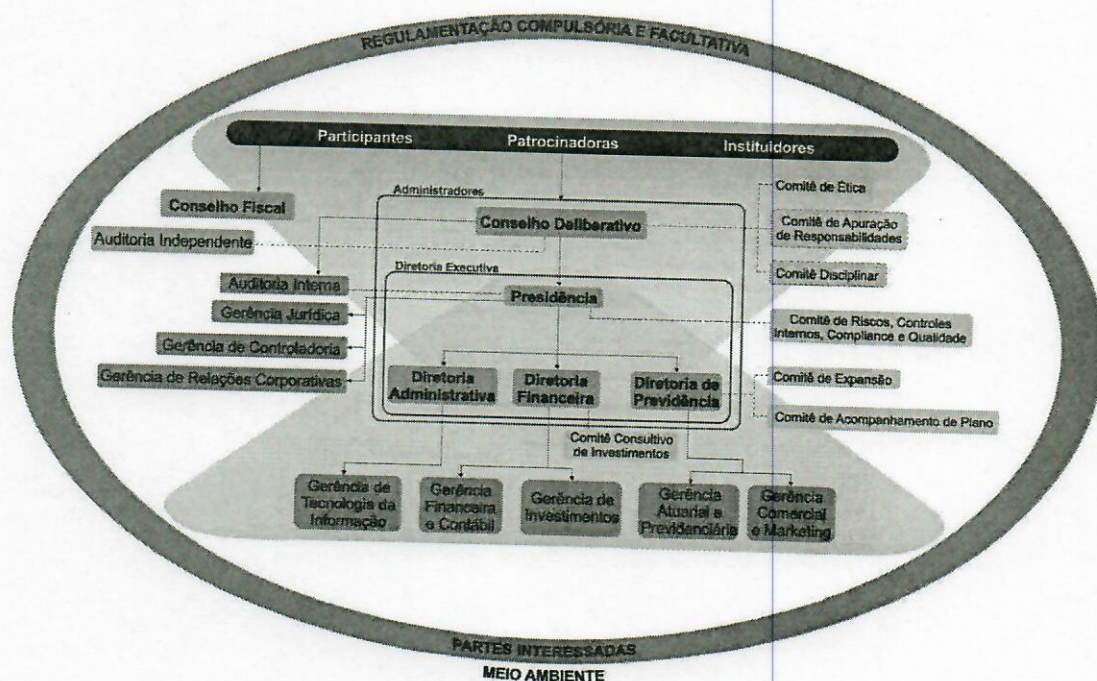 REGULAMENTAÇÃO COMPULSÓRIA E FACULTATIVA
Participantes
Patrocinadoras
Instituidores
Administradores
Conselho Fiscal
Conselho Deliberativo
Comitê de Ética
Auditoria Independente
Comitê de Apuração
de Responsabilidades
Comitê Disciplinar
Diretoria Executiva
Auditoria Interna
Presidência
Gerência Jurídica
Comitê de Riscos, Controles
Internos, Compliance e Qualidade
Gerência de Controladoria
Gerência de Relações Corporativas
Diretoria
Administrativa
Diretoria
Financeira
Diretoria de
Previdência
Comitê de Expansão
Comitê de Acompanhamento de Plano
Comitê Consultivo
de Investimentos
Gerência de
Tecnologia da
Informação
Gerência
Financeira
e Contábil
Gerência de
Investimentos
Gerência
Atuarial e
Previdenciária
Gerência
Comercial
e Marketing
PARTES INTERESSADAS
MEIO AMBIENTE